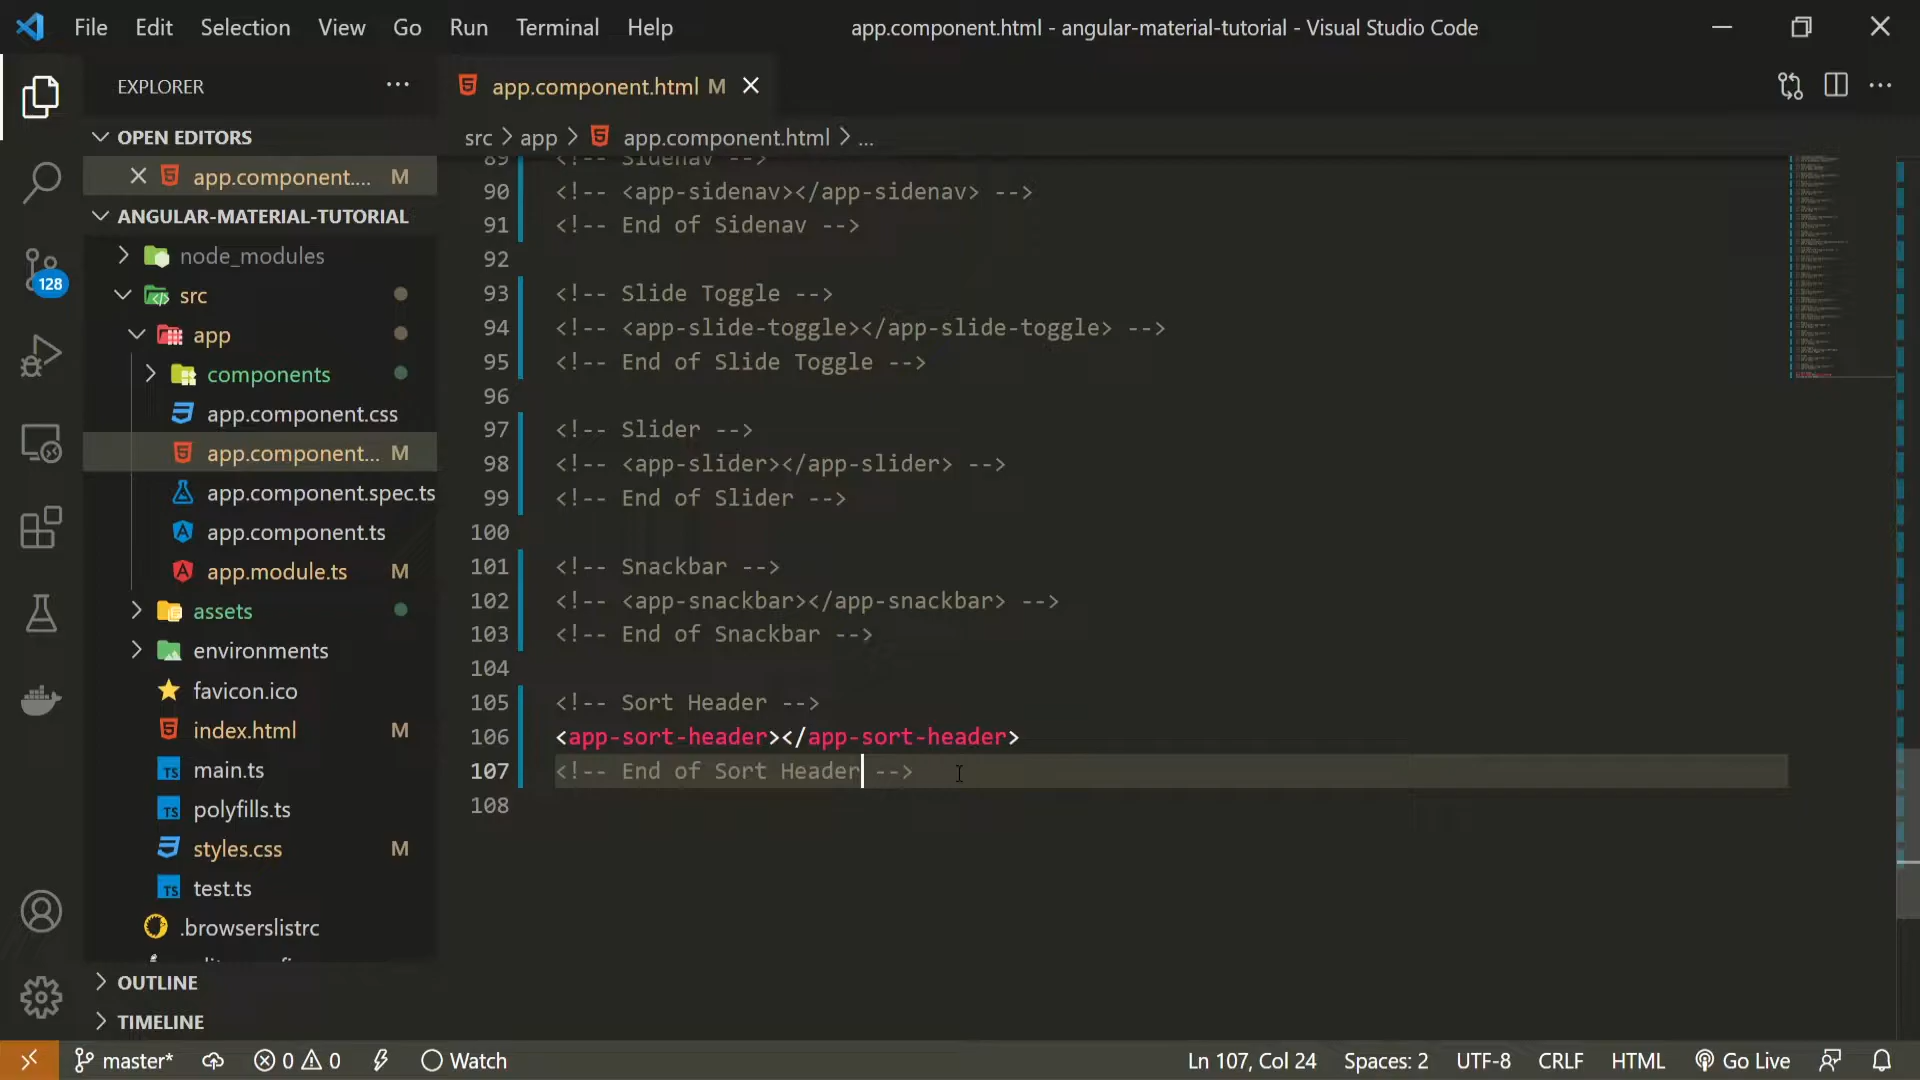 File Edit Selection View Go Run Terminal Help
app.component.html - angular-material-tutorial - Visual Studio Code
EXPLORER
OPEN EDITORS
app.component.... M
ANGULAR-MATERIAL-TUTORIAL
node_modules
src
app
components
app.component.css
app.component... M
app.component.spec.ts
app.component.ts
app.module.ts M
assets
environments
favicon.ico
index.html M
main.ts
polyfills.ts
styles.css M
test.ts
.browserslistrc
OUTLINE
TIMELINE
128
app.component.html M
src > app > app.component.html > ...
89 <!-- Sidenav -->
90 <!-- <app-sidenav></app-sidenav> -->
91 <!-- End of Sidenav -->
92
93 <!-- Slide Toggle -->
94 <!-- <app-slide-toggle></app-slide-toggle> -->
95 <!-- End of Slide Toggle -->
96
97 <!-- Slider -->
98 <!-- <app-slider></app-slider> -->
99 <!-- End of Slider -->
100
101 <!-- Snackbar -->
102 <!-- <app-snackbar></app-snackbar> -->
103 <!-- End of Snackbar -->
104
105 <!-- Sort Header -->
106 <app-sort-header></app-sort-header>
107 <!-- End of Sort Header -->
108
master* 0 0 Watch
Ln 107, Col 24 Spaces: 2 UTF-8 CRLF HTML Go Live